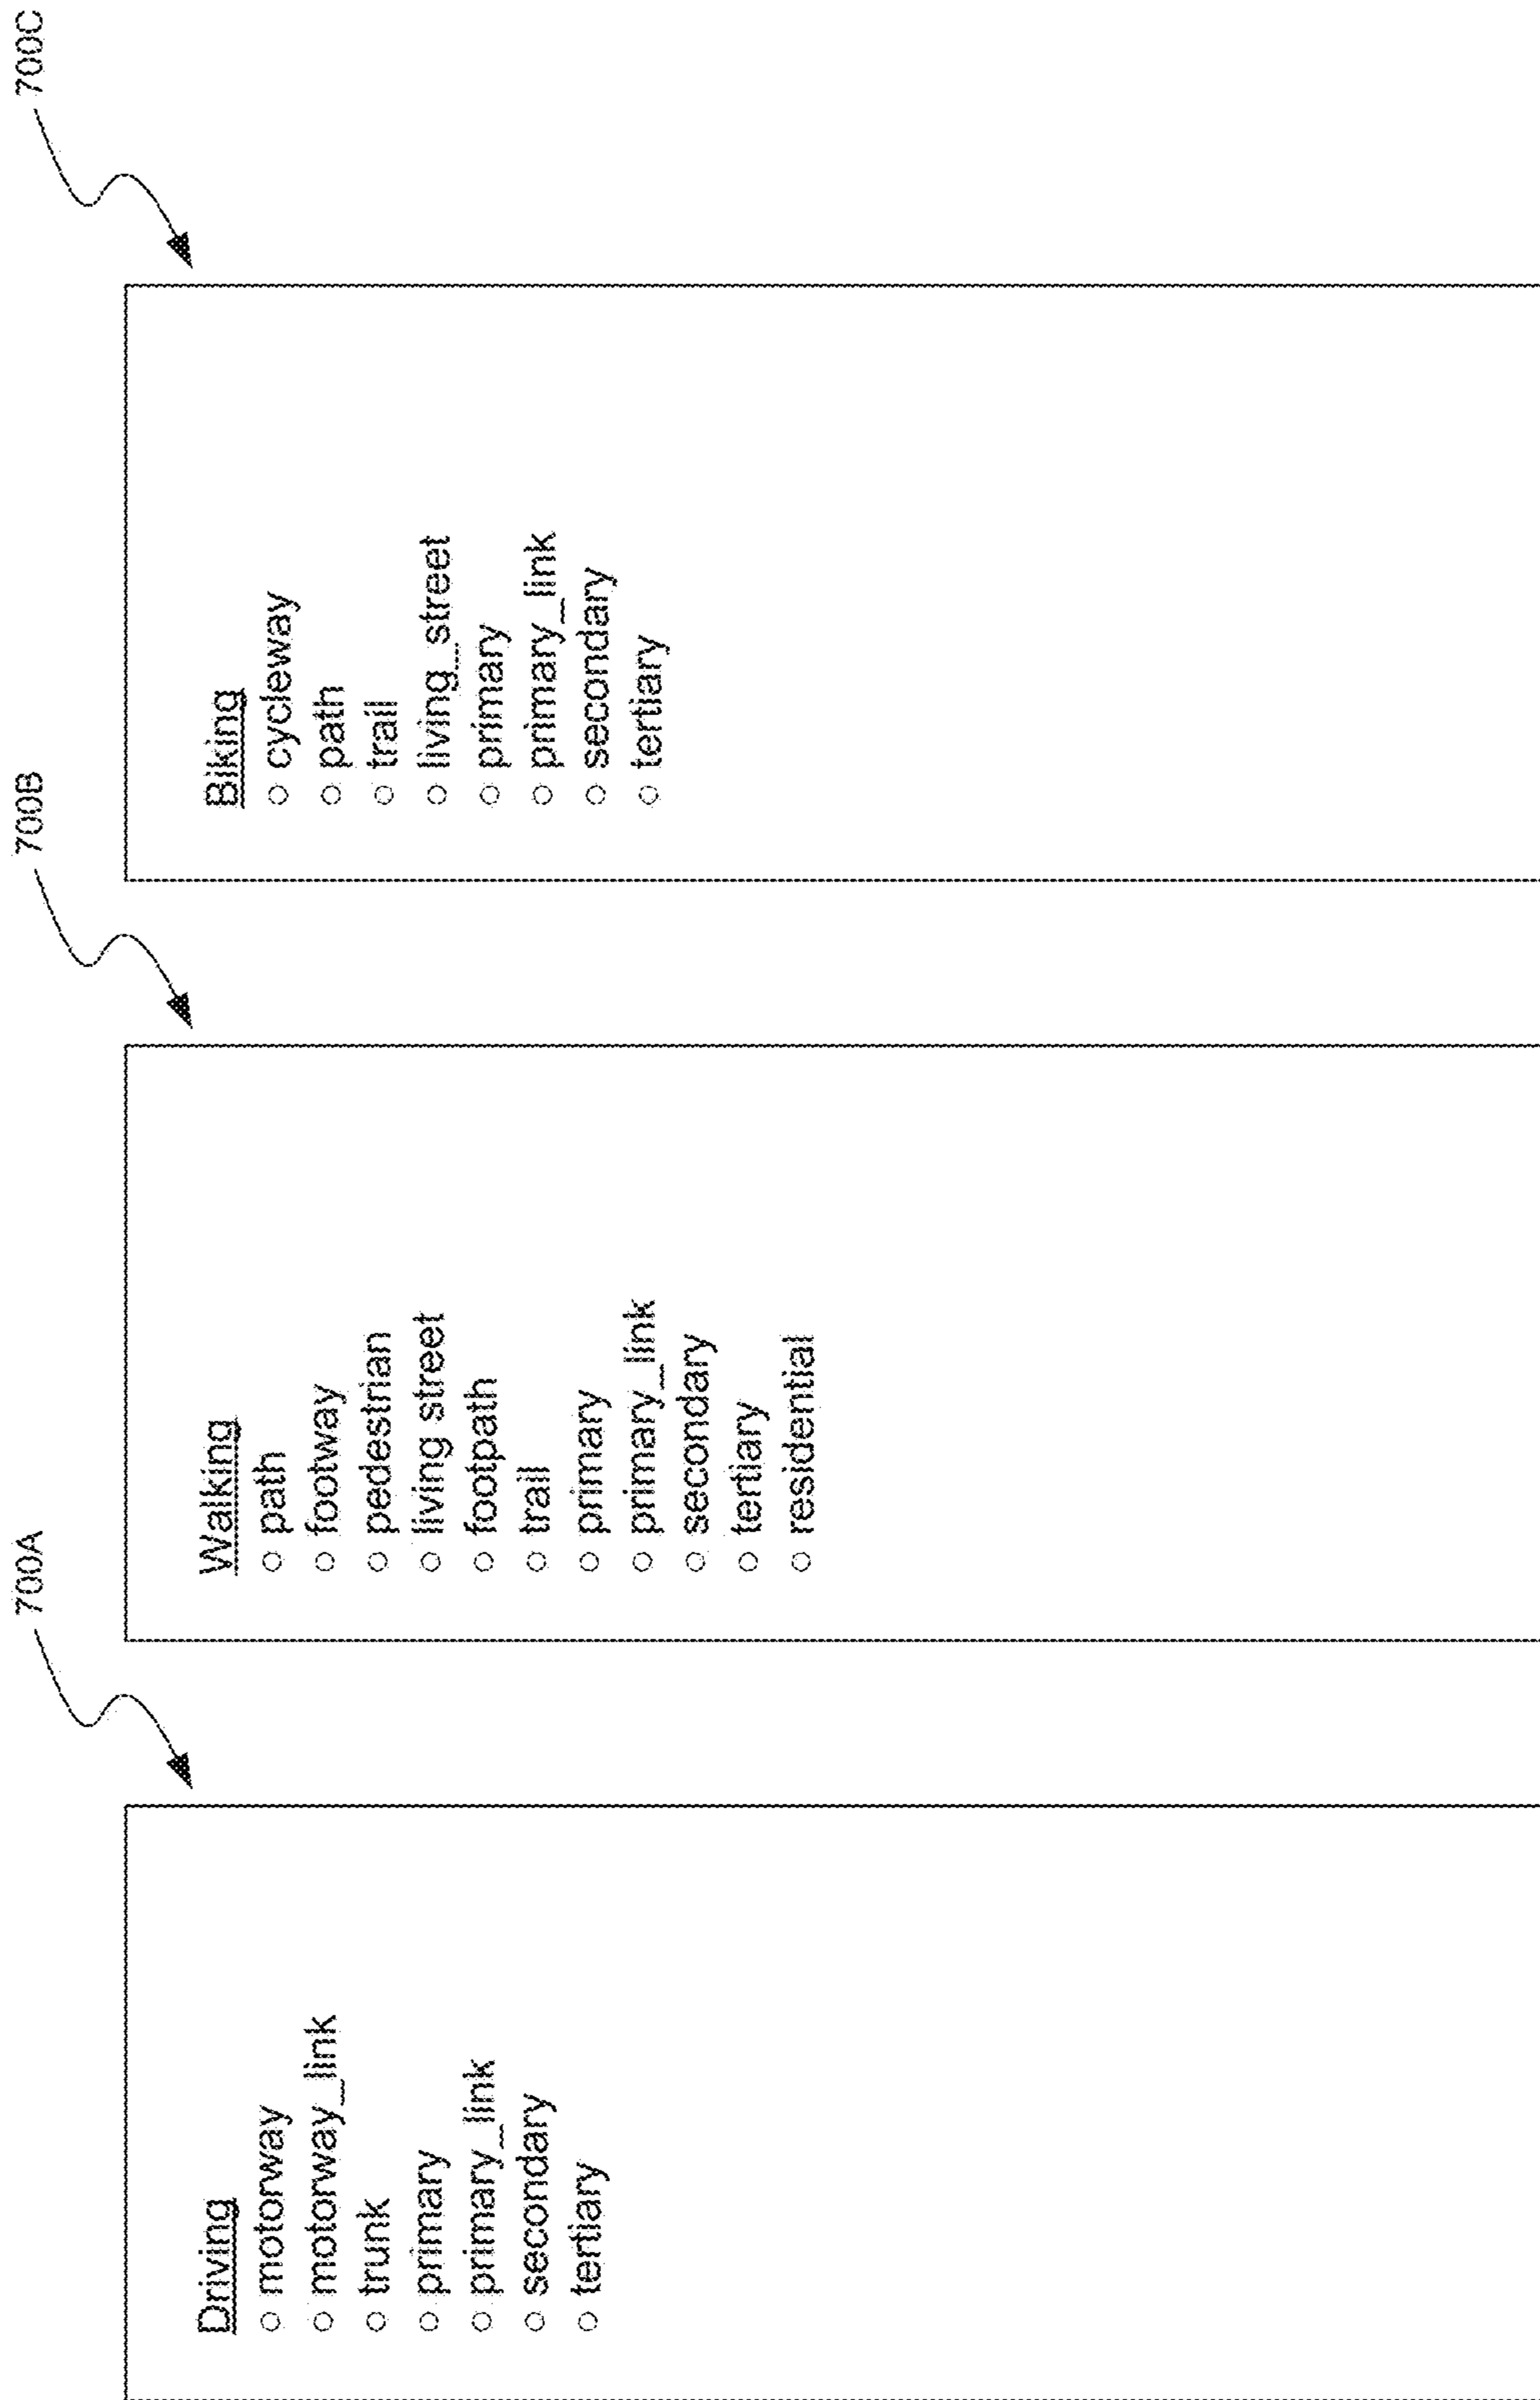 700A
Driving
○ motorway
○ motorway_link
○ trunk
○ primary
○ primary_link
○ secondary
○ tertiary
700B
Walking
○ path
○ footway
○ pedestrian
○ living street
○ footpath
○ trail
○ primary
○ primary_link
○ secondary
○ tertiary
○ residential
700C
Biking
○ cycleway
○ path
○ trail
○ living_street
○ primary
○ primary_link
○ secondary
○ tertiary